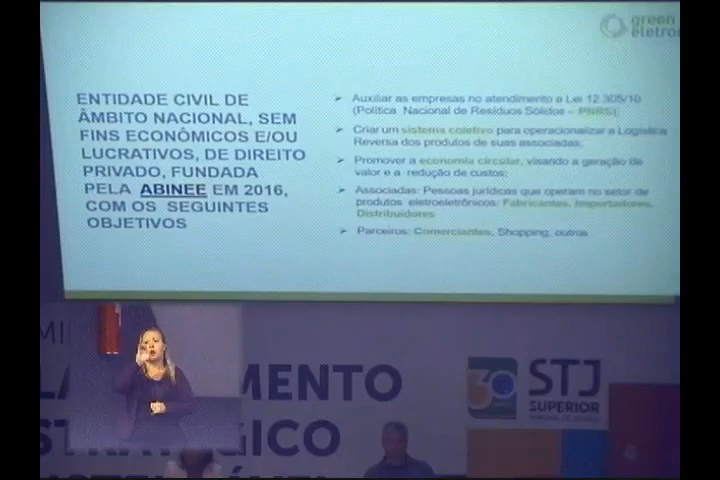 green
eletron
ENTIDADE CIVIL DE
ÂMBITO NACIONAL, SEM
FINS ECONÔMICOS E/OU
LUCRATIVOS, DE DIREITO
PRIVADO, FUNDADA
PELA ABINEE EM 2016,
COM OS SEGUINTES
OBJETIVOS
➢ Auxiliar as empresas no atendimento a Lei 12.305/10
(Política Nacional de Resíduos Sólidos – PNRS);
➢ Criar um sistema coletivo para operacionalizar a Logística
Reversa dos produtos de suas associadas;
➢ Promover a economia circular, visando a geração de
valor e a redução de custos;
➢ Associadas: Pessoas jurídicas que operam no setor de
produtos eletroeletrônicos: Fabricantes, Importadores,
Distribuidores
➢ Parceiros: Comerciantes, Shopping, outros
MENTO
STRATÉGICO
30
STJ
SUPERIOR